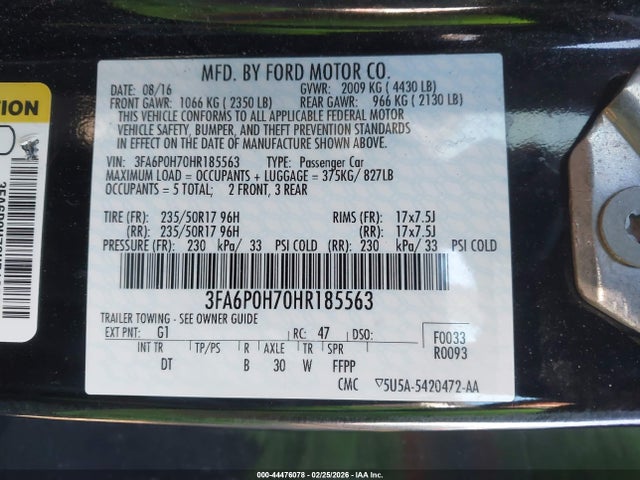 MFD. BY FORD MOTOR CO.
DATE: 08/16 GVWR: 2009 KG (4430 LB)
FRONT GAWR: 1066 KG (2350 LB) REAR GAWR: 966 KG (2130 LB)
THIS VEHICLE CONFORMS TO ALL APPLICABLE FEDERAL MOTOR
VEHICLE SAFETY, BUMPER, AND THEFT PREVENTION STANDARDS
IN EFFECT ON THE DATE OF MANUFACTURE SHOWN ABOVE.
VIN: 3FA6P0H70HR185563 TYPE: Passenger Car
MAXIMUM LOAD = OCCUPANTS + LUGGAGE = 375KG/ 827LB
OCCUPANTS = 5 TOTAL; 2 FRONT, 3 REAR
TIRE (FR): 235/50R17 96H RIMS (FR): 17x7.5J
(RR): 235/50R17 96H (RR): 17x7.5J
PRESSURE (FR): 230 kPa/ 33 PSI COLD (RR): 230 kPa/ 33 PSI COLD
3FA6P0H70HR185563
TRAILER TOWING - SEE OWNER GUIDE
EXT PNT: G1 RC: 47 DSO: F0033
INT TR TP/PS R AXLE TR SPR R0093
DT B 30 W FFPP
CMC ▽5U5A-5420472-AA
TION
000-44476078 - 02/25/2026 - IAA Inc.